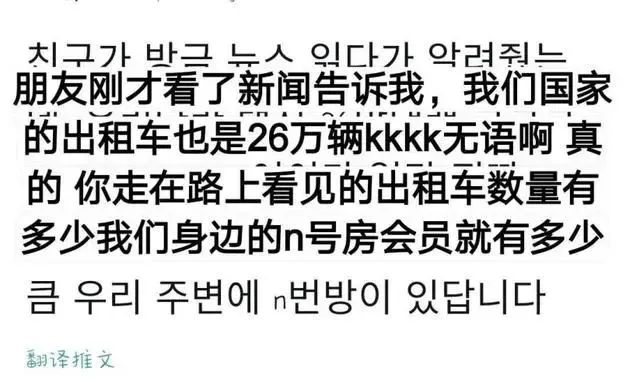 친구가 방금 뉴스 읽다가 알려줬는
朋友刚才看了新闻告诉我，我们国家
的出租车也是26万辆kkkk无语啊 真
的 你走在路上看见的出租车数量有
多少我们身边的n号房会员就有多少
큼 우리 주변에 n번방이 있답니다
翻译推文